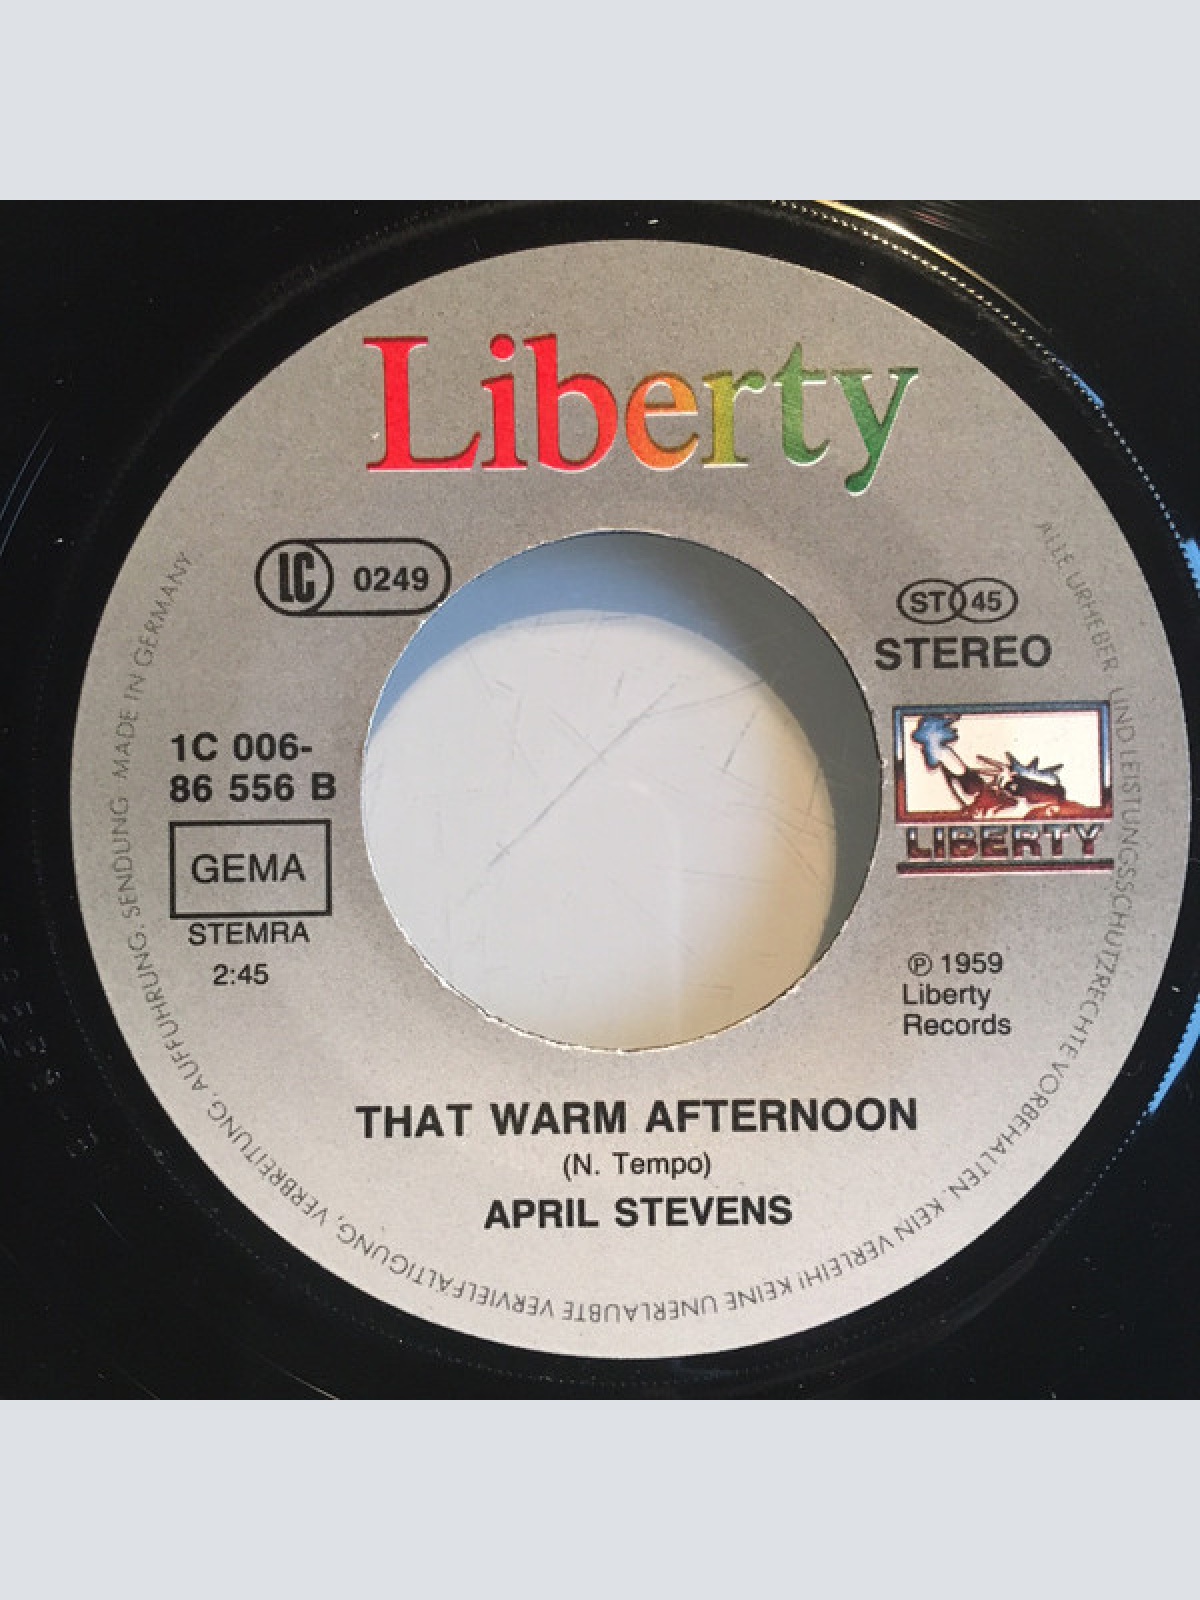 Liberty
LC 0249
ST 45
STEREO
1C 006-
86 556 B
GEMA
STEMRA
2:45
LIBERTY
℗ 1959
Liberty
Records
THAT WARM AFTERNOON
(N. Tempo)
APRIL STEVENS
ALLE URHEBER UND LEISTUNGSSCHUTZRECHTE VORBEHALTEN. KEIN VERLEIH! KEINE UNERLAUBTE VERVIELFÄLTIGUNG, VERBREITUNG, AUFFÜHRUNG, SENDUNG. MADE IN GERMANY